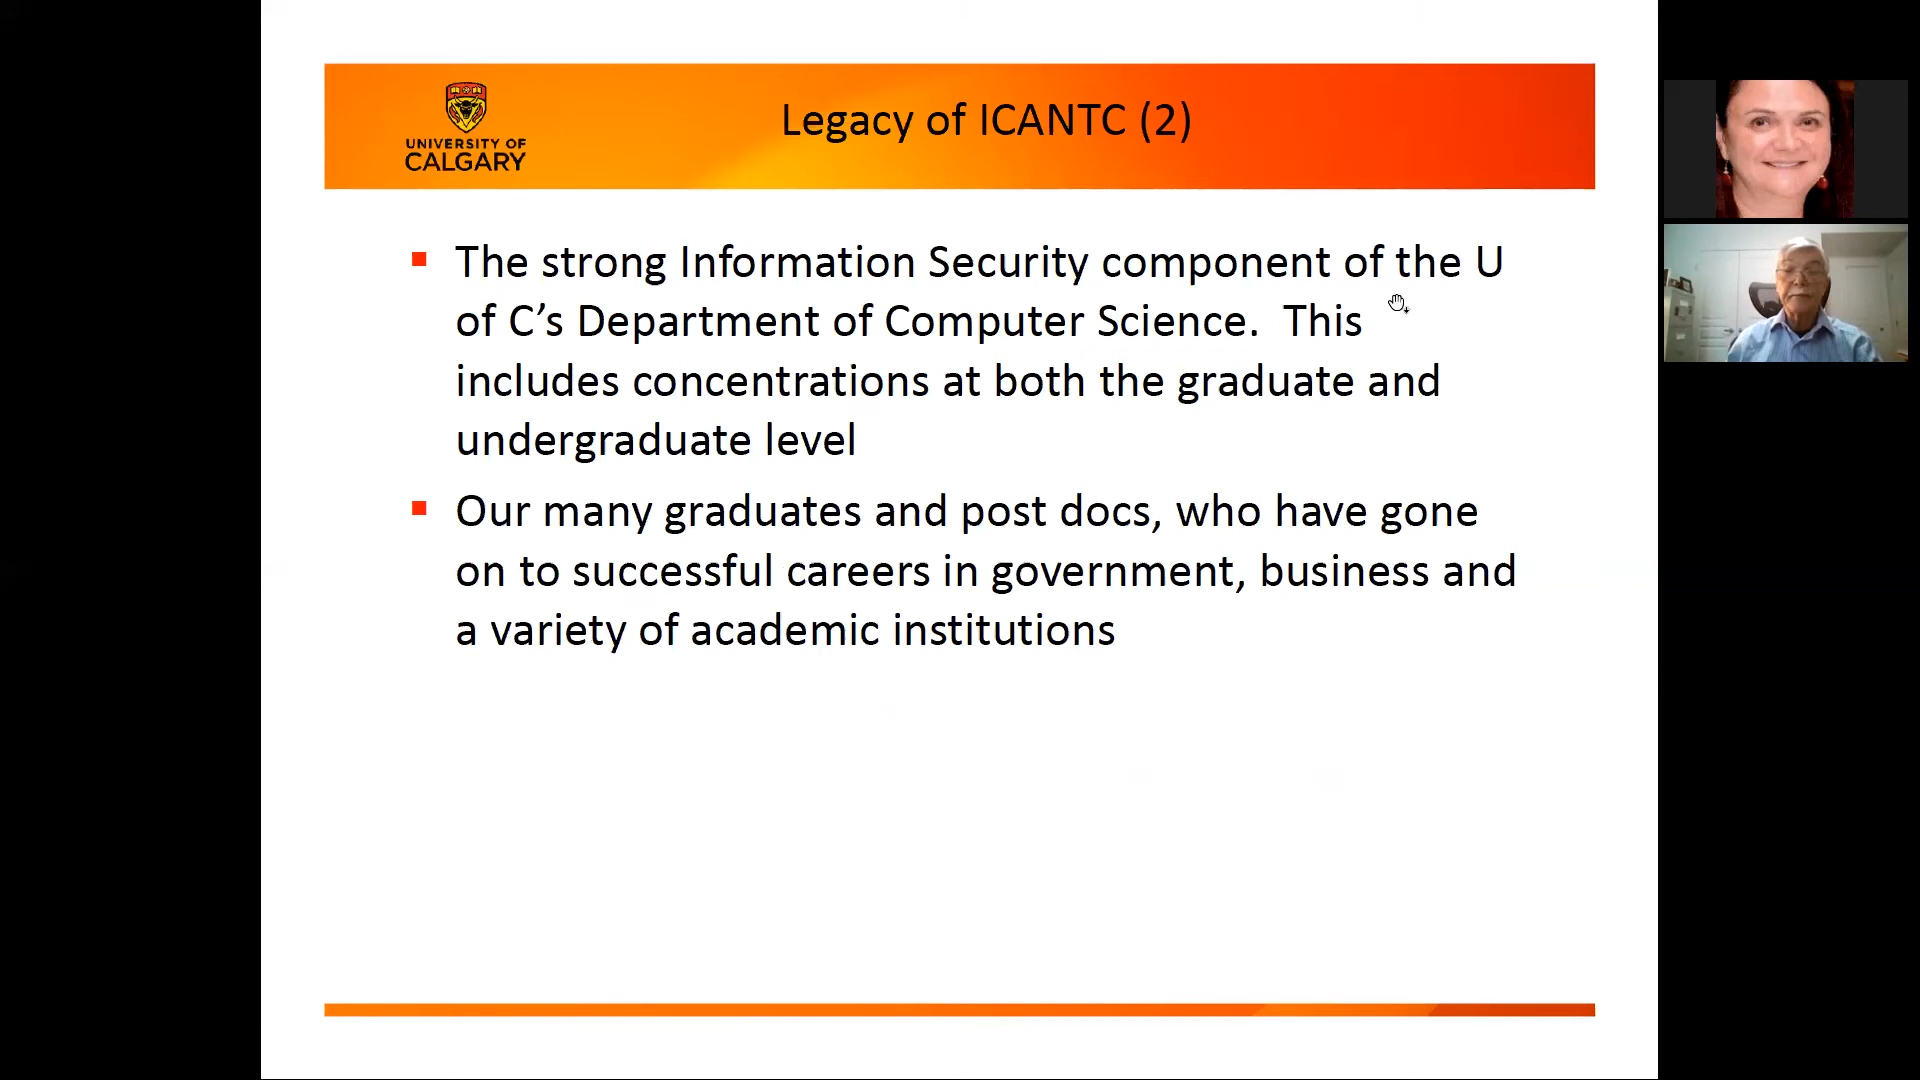 UNIVERSITY OF
CALGARY
Legacy of ICANTC (2)
The strong Information Security component of the U
of C’s Department of Computer Science.  This
includes concentrations at both the graduate and
undergraduate level
Our many graduates and post docs, who have gone
on to successful careers in government, business and
a variety of academic institutions